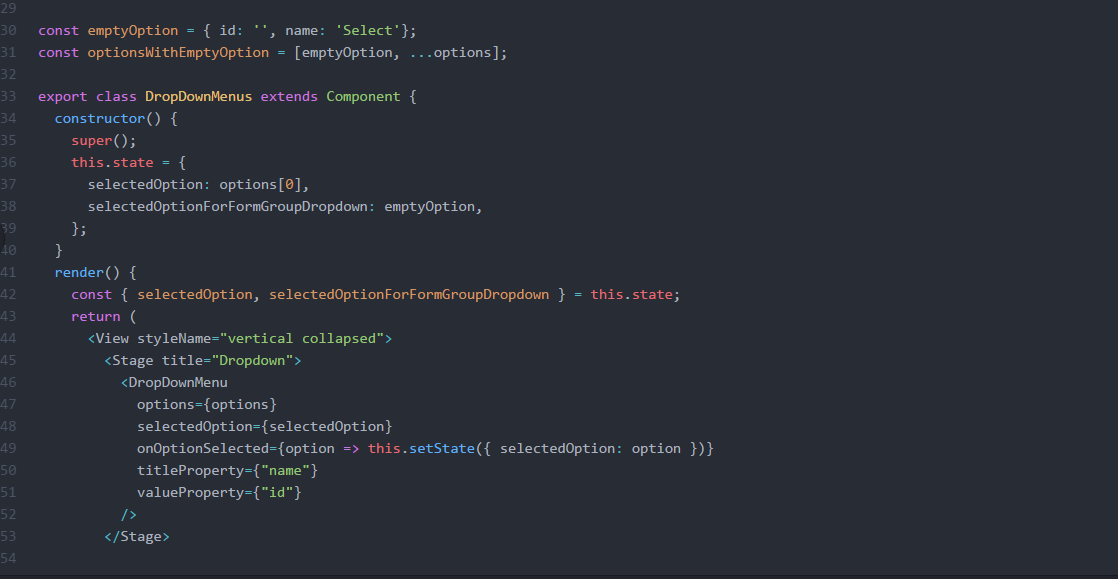 29
30 const emptyOption = { id: '', name: 'Select'};
31 const optionsWithEmptyOption = [emptyOption, ...options];
32
33 export class DropDownMenus extends Component {
34   constructor() {
35     super();
36     this.state = {
37       selectedOption: options[0],
38       selectedOptionForFormGroupDropdown: emptyOption,
39     };
40   }
41   render() {
42     const { selectedOption, selectedOptionForFormGroupDropdown } = this.state;
43     return (
44       <View styleName="vertical collapsed">
45         <Stage title="Dropdown">
46           <DropDownMenu
47             options={options}
48             selectedOption={selectedOption}
49             onOptionSelected={option => this.setState({ selectedOption: option })}
50             titleProperty={"name"}
51             valueProperty={"id"}
52           />
53         </Stage>
54